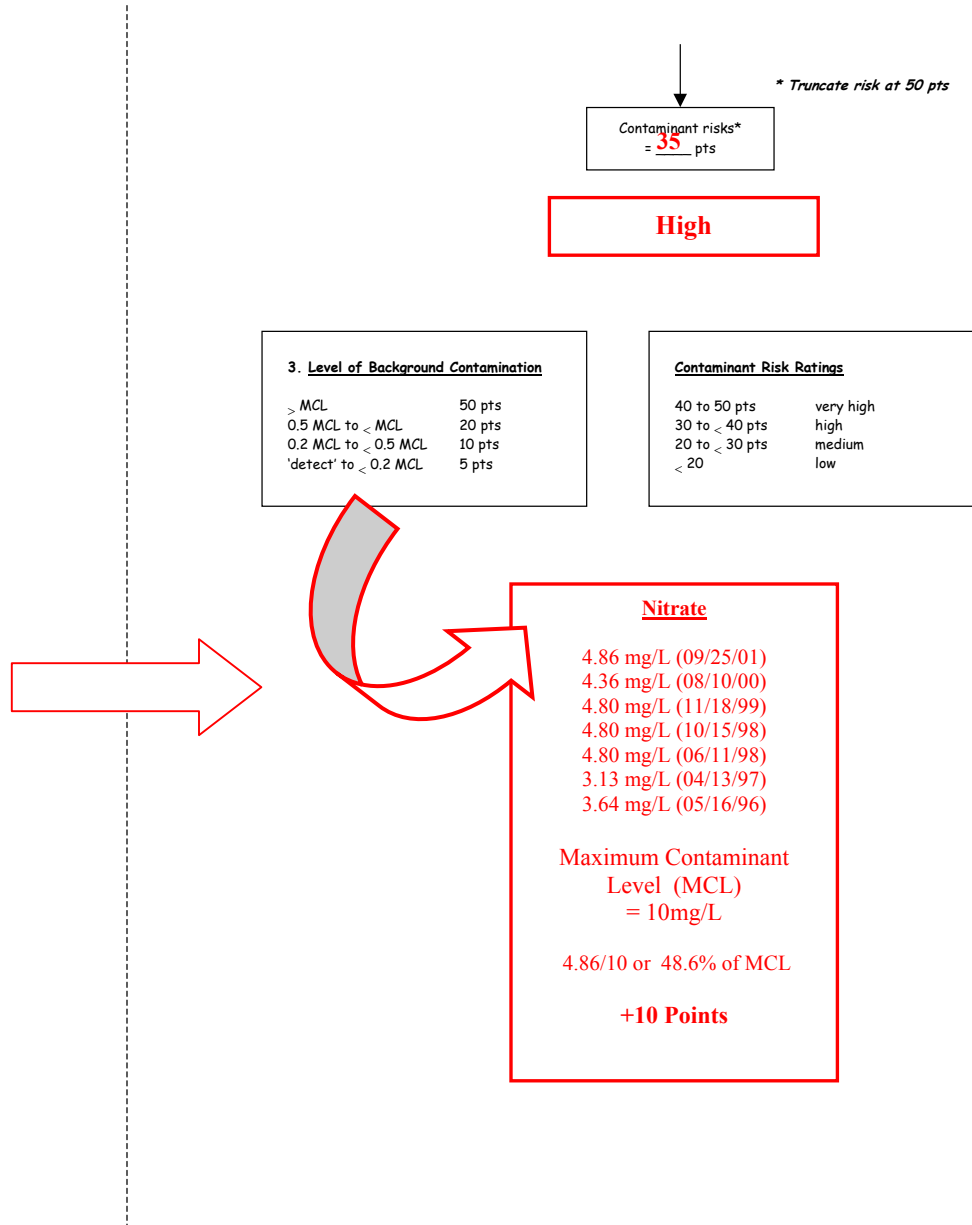 * Truncate risk at 50 pts
Contaminant risks*
= 35 pts
High
3. Level of Background Contamination
> MCL 50 pts
0.5 MCL to < MCL 20 pts
0.2 MCL to < 0.5 MCL 10 pts
‘detect’ to < 0.2 MCL 5 pts
Contaminant Risk Ratings
40 to 50 pts very high
30 to < 40 pts high
20 to < 30 pts medium
< 20 low
Nitrate
4.86 mg/L (09/25/01)
4.36 mg/L (08/10/00)
4.80 mg/L (11/18/99)
4.80 mg/L (10/15/98)
4.80 mg/L (06/11/98)
3.13 mg/L (04/13/97)
3.64 mg/L (05/16/96)
Maximum Contaminant
Level (MCL)
= 10mg/L
4.86/10 or 48.6% of MCL
+10 Points